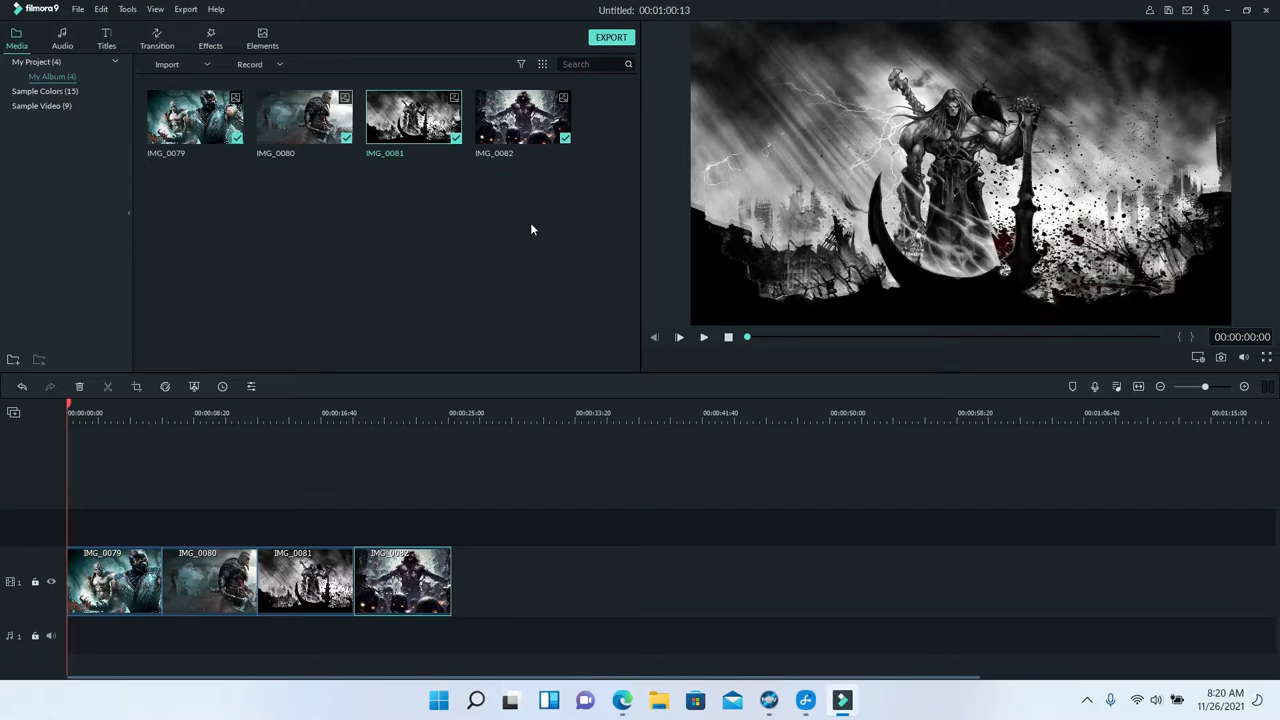 filmora9 File Edit Tools View Export Help Untitled: 00:01:00:13
Media Audio Titles Transition Effects Elements EXPORT
My Project (4) Import Record Search
My Album (4)
Sample Colors (15)
Sample Video (9)
IMG_0079 IMG_0080 IMG_0081 IMG_0082
00:00:00:00
00:00:00:00 00:00:08:20 00:00:16:40 00:00:25:00 00:00:33:20 00:00:41:40 00:00:50:00 00:00:58:20 00:01:06:40 00:01:15:00
IMG_0079 IMG_0080 IMG_0081 IMG_0082
1
1
8:20 AM
11/26/2021